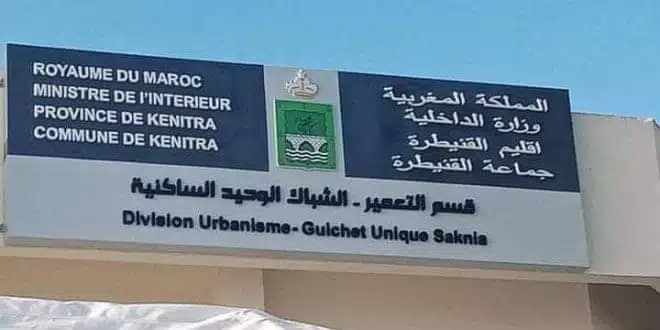 ROYAUME DU MAROC
MINISTRE DE L'INTERIEUR
PROVINCE DE KENITRA
COMMUNE DE KENITRA
المملكة المغربية
وزارة الداخلية
اقليم القنيطرة
جماعة القنيطرة
قسم التعمير - الشباك الوحيد الساكنية
Division Urbanisme- Guichet Unique Saknia